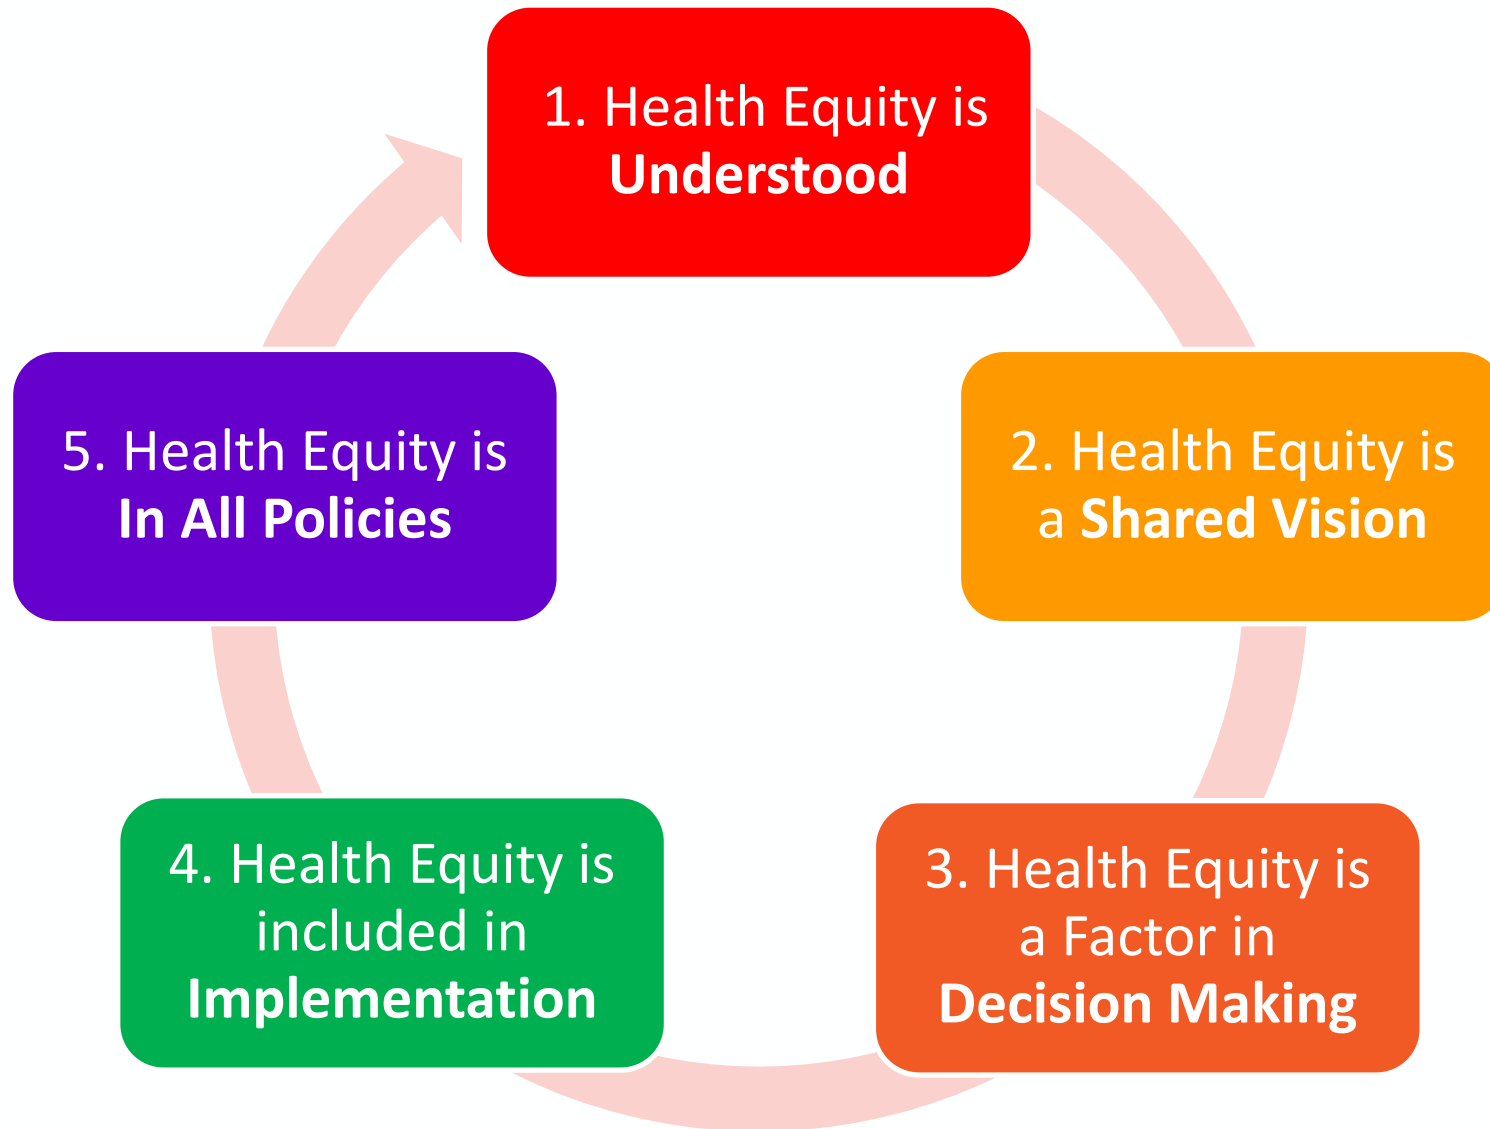 1. Health Equity is
Understood
2. Health Equity is
a Shared Vision
3. Health Equity is
a Factor in
Decision Making
4. Health Equity is
included in
Implementation
5. Health Equity is
In All Policies